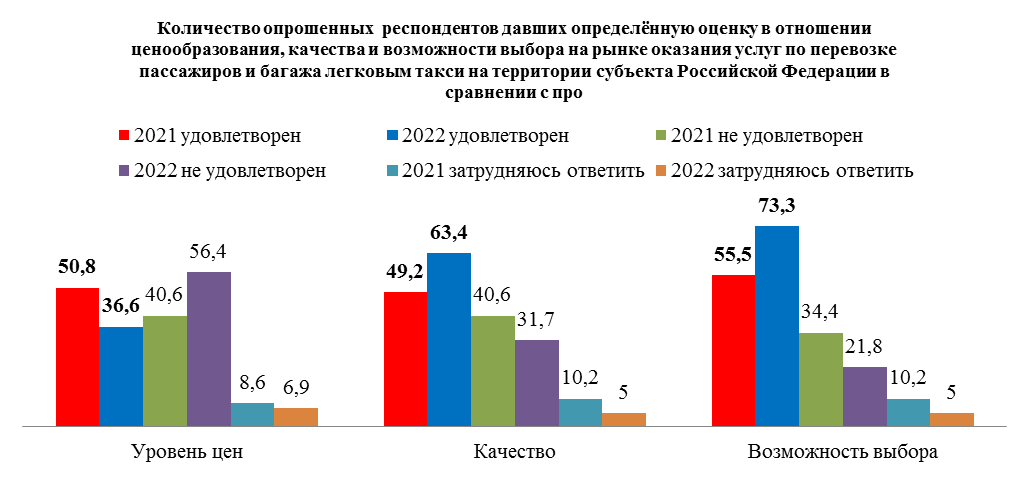 Количество опрошенных респондентов давших определённую оценку в отношении
ценообразования, качества и возможности выбора на рынке оказания услуг по перевозке
пассажиров и багажа легковым такси на территории субъекта Российской Федерации в
сравнении с про
2021 удовлетворен
2022 удовлетворен
2021 не удовлетворен
2022 не удовлетворен
2021 затрудняюсь ответить
2022 затрудняюсь ответить
50,8
36,6
40,6
56,4
8,6
6,9
49,2
63,4
40,6
31,7
10,2
5
55,5
73,3
34,4
21,8
10,2
5
Уровень цен
Качество
Возможность выбора